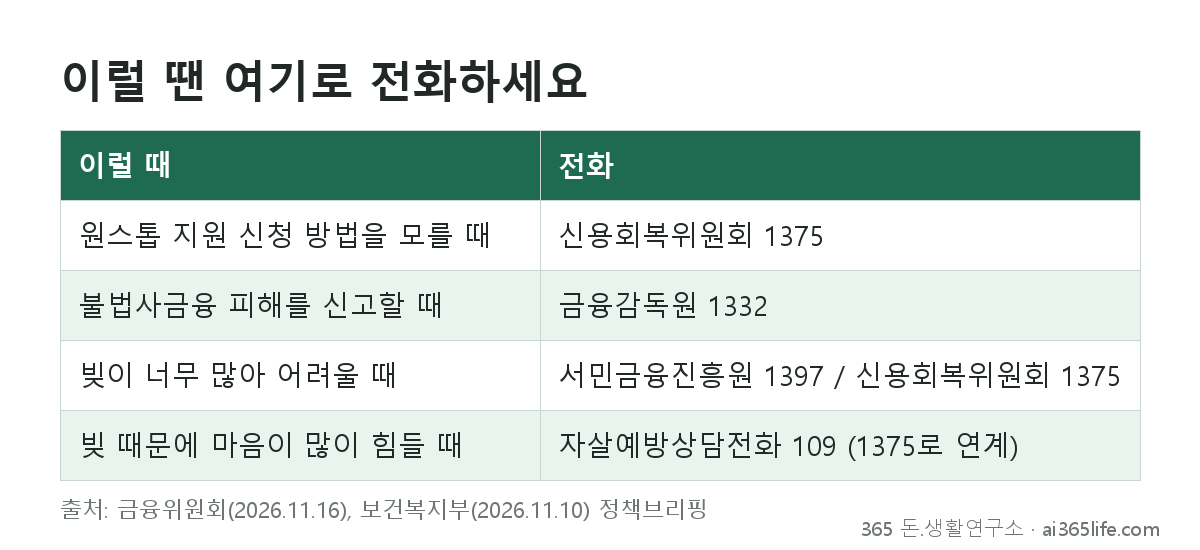 이럴 땐 여기로 전화하세요
이럴 때 전화
원스톱 지원 신청 방법을 모를 때 신용회복위원회 1375
불법사금융 피해를 신고할 때 금융감독원 1332
빚이 너무 많아 어려울 때 서민금융진흥원 1397 / 신용회복위원회 1375
빚 때문에 마음이 많이 힘들 때 자살예방상담전화 109 (1375로 연계)
출처: 금융위원회(2026.11.16), 보건복지부(2026.11.10) 정책브리핑
365 돈.생활연구소 · ai365life.com